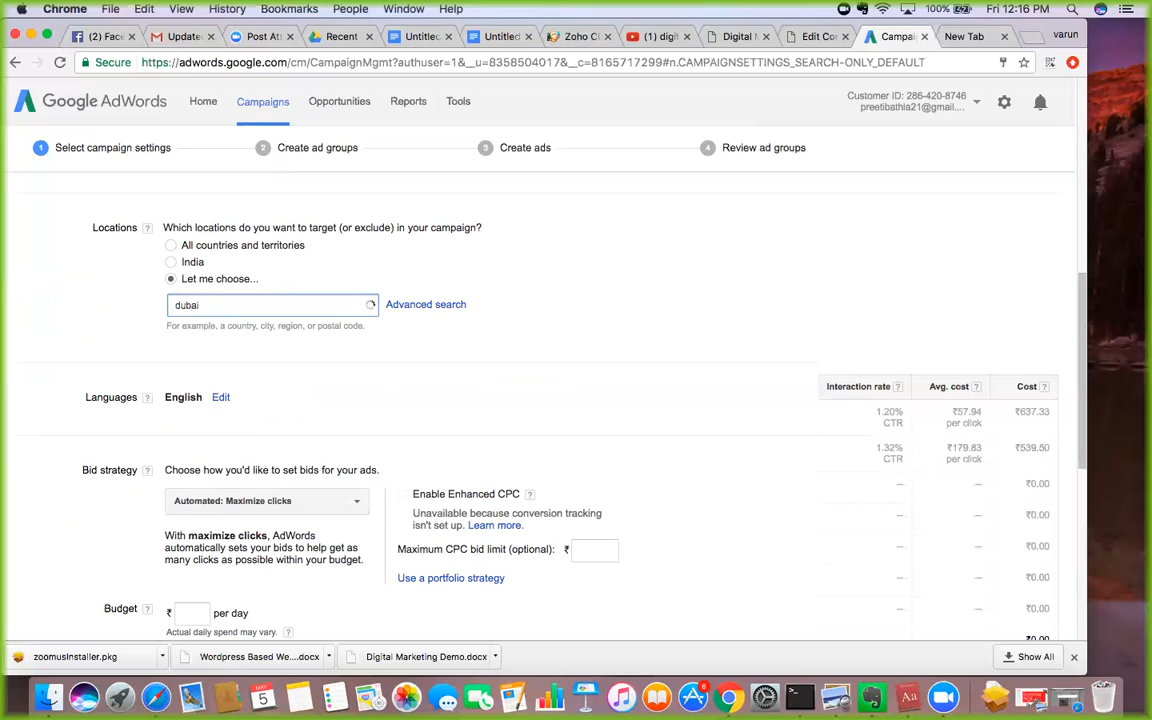 Chrome File Edit View History Bookmarks People Window Help 100% Fri 12:16 PM
(2) Face Update: Post Att Recent Untitled Untitled Zoho C (1) digit Digital M Edit Co Campai New Tab varun
Secure https://adwords.google.com/cm/CampaignMgmt?authuser=1&__u=8358504017&__c=8165717299#n.CAMPAIGNSETTINGS_SEARCH-ONLY_DEFAULT
Google AdWords Home Campaigns Opportunities Reports Tools
Customer ID: 286-420-8746
preetibathla21@gmail....
1 Select campaign settings 2 Create ad groups 3 Create ads 4 Review ad groups
Locations ? Which locations do you want to target (or exclude) in your campaign?
All countries and territories
India
Let me choose...
dubai Advanced search
For example, a country, city, region, or postal code.
Interaction rate ? Avg. cost ? Cost ?
Languages ? English Edit
1.20% CTR ₹57.94 per click ₹637.33
1.32% CTR ₹179.83 per click ₹539.50
Bid strategy ? Choose how you'd like to set bids for your ads.
— — ₹0.00
Automated: Maximize clicks
Enable Enhanced CPC ?
Unavailable because conversion tracking
isn't set up. Learn more.
— — ₹0.00
With maximize clicks, AdWords
automatically sets your bids to help get as
many clicks as possible within your budget.
Maximum CPC bid limit (optional): ₹
— — ₹0.00
Use a portfolio strategy
— — ₹0.00
Budget ? ₹ per day
— — ₹0.00
Actual daily spend may vary. ?
₹0.00
zoomusInstaller.pkg Wordpress Based We....docx Digital Marketing Demo.docx Show All
MAY
5
6